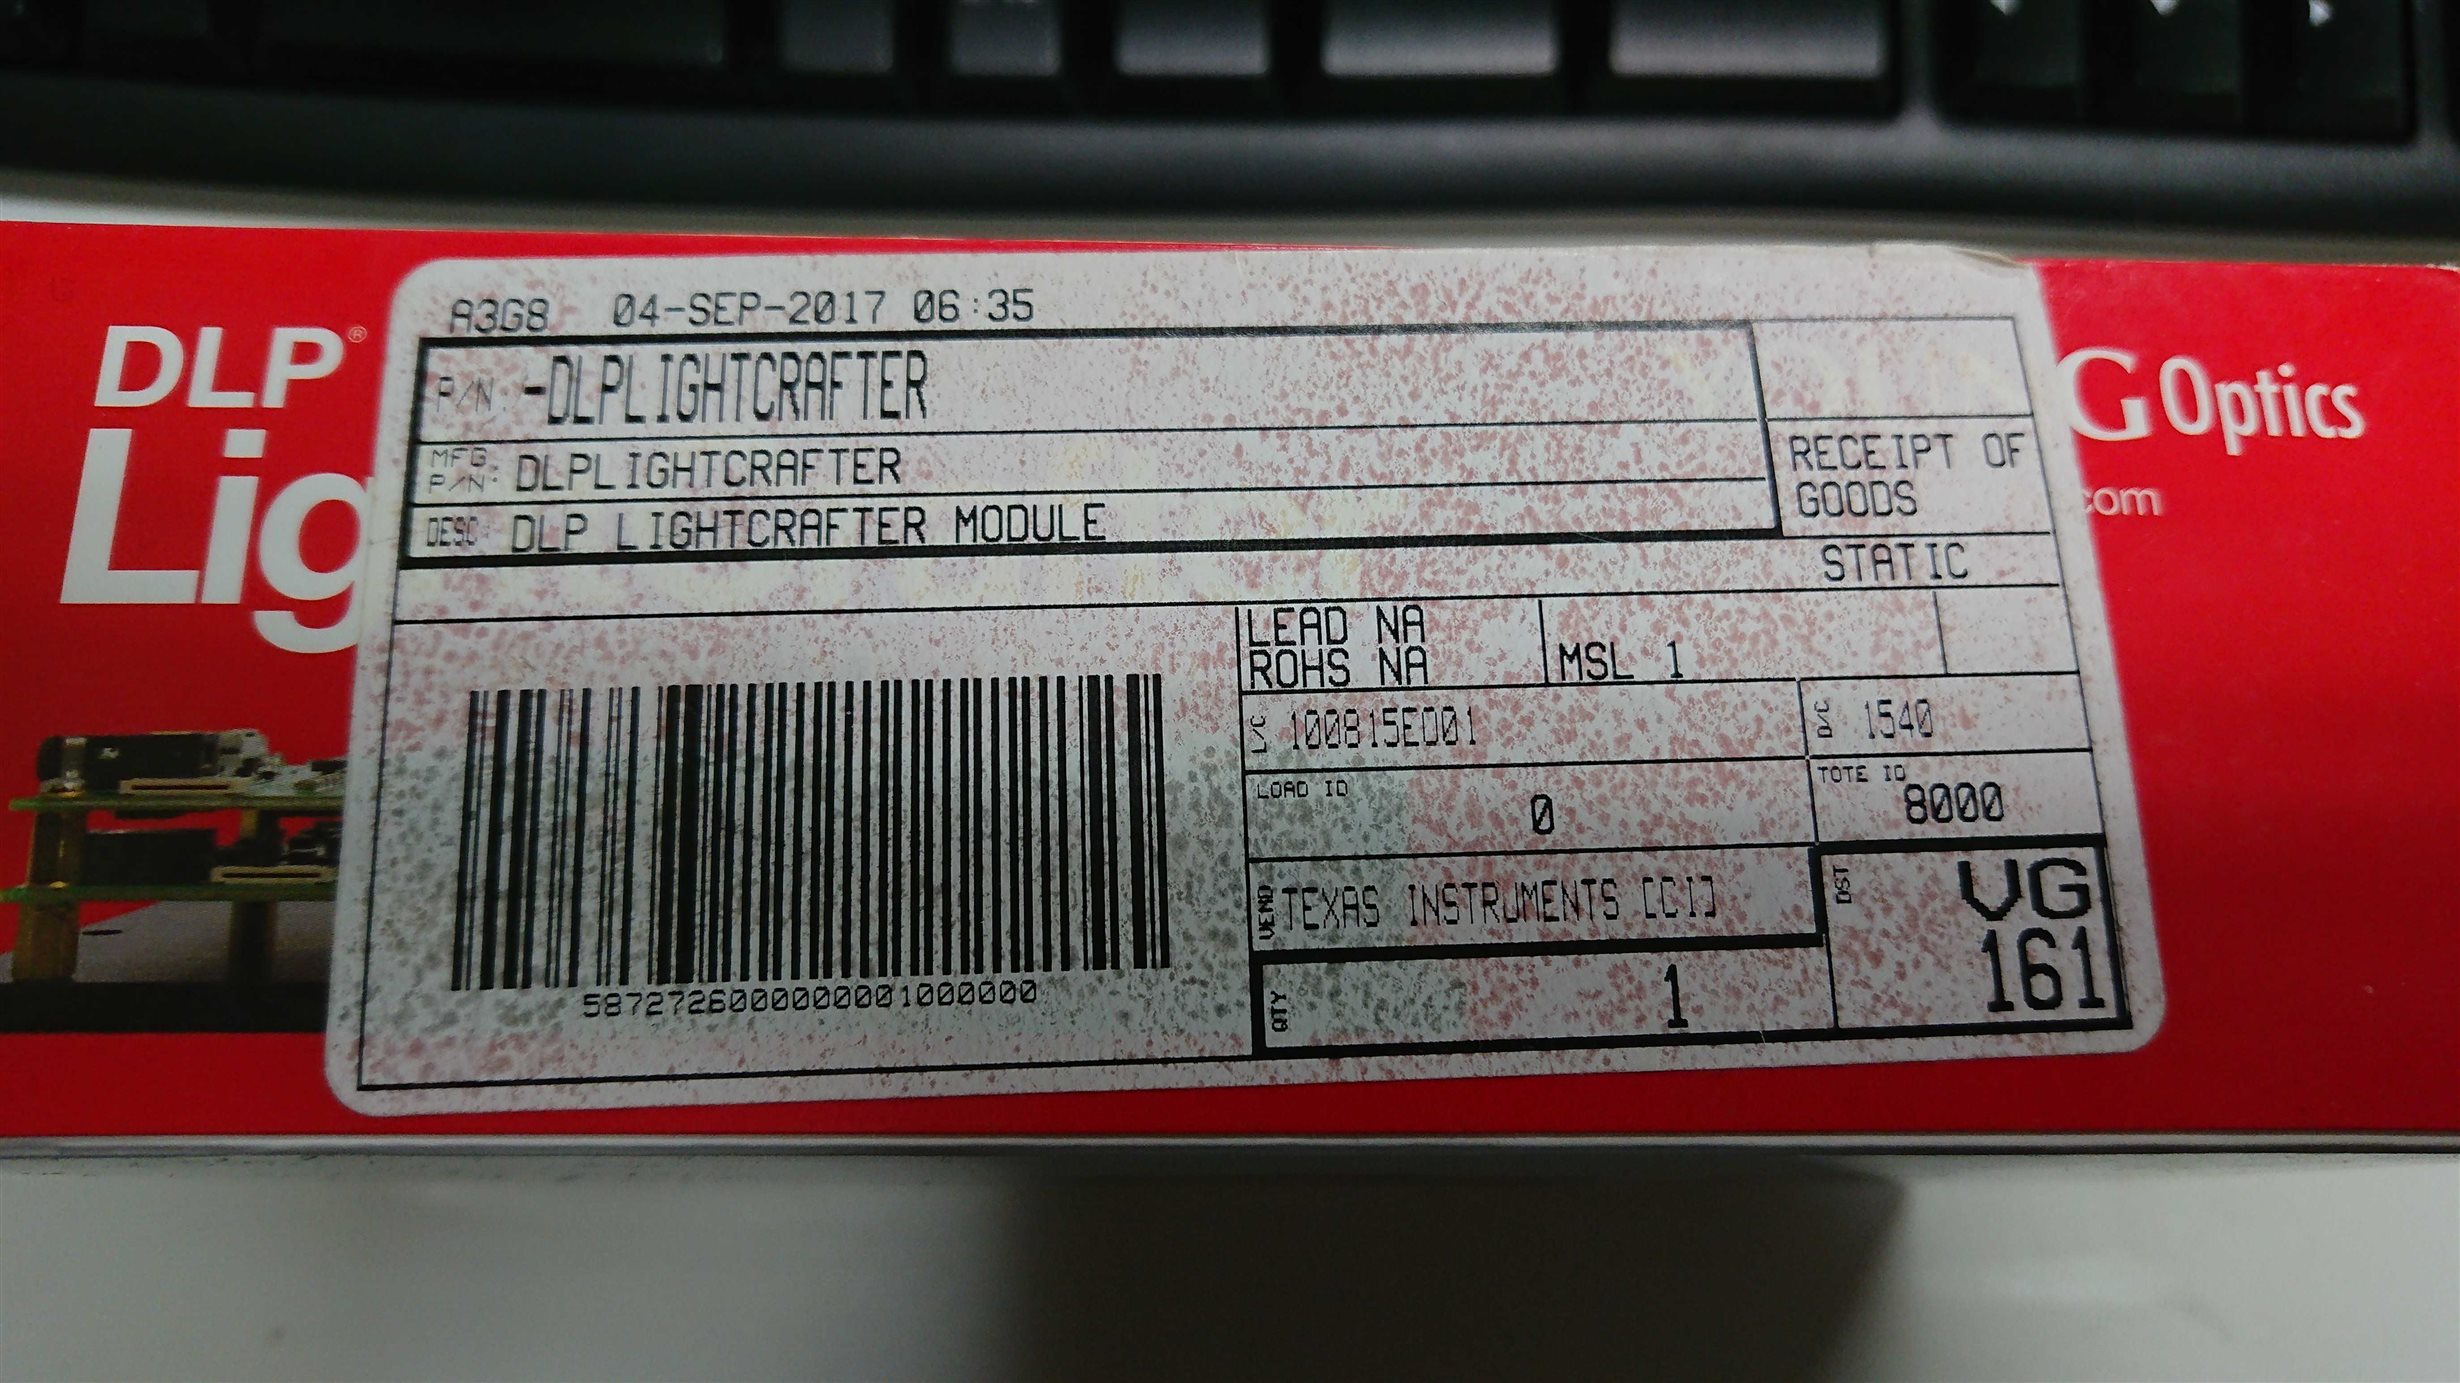 A3G8 04-SEP-2017 06:35
DLP®
Lig
G Optics
.com
P/N: -DLPLIGHTCRAFTER
MFG. P/N: DLPLIGHTCRAFTER
DESC: DLP LIGHTCRAFTER MODULE
RECEIPT OF
GOODS
STATIC
LEAD NA
ROHS NA
MSL 1
L/C 100815ED01
D/C 1540
LOAD ID 0
TOTE ID 8000
VEND TEXAS INSTRUMENTS [CI]
DST VG
161
QTY 1
5872726000000001000000